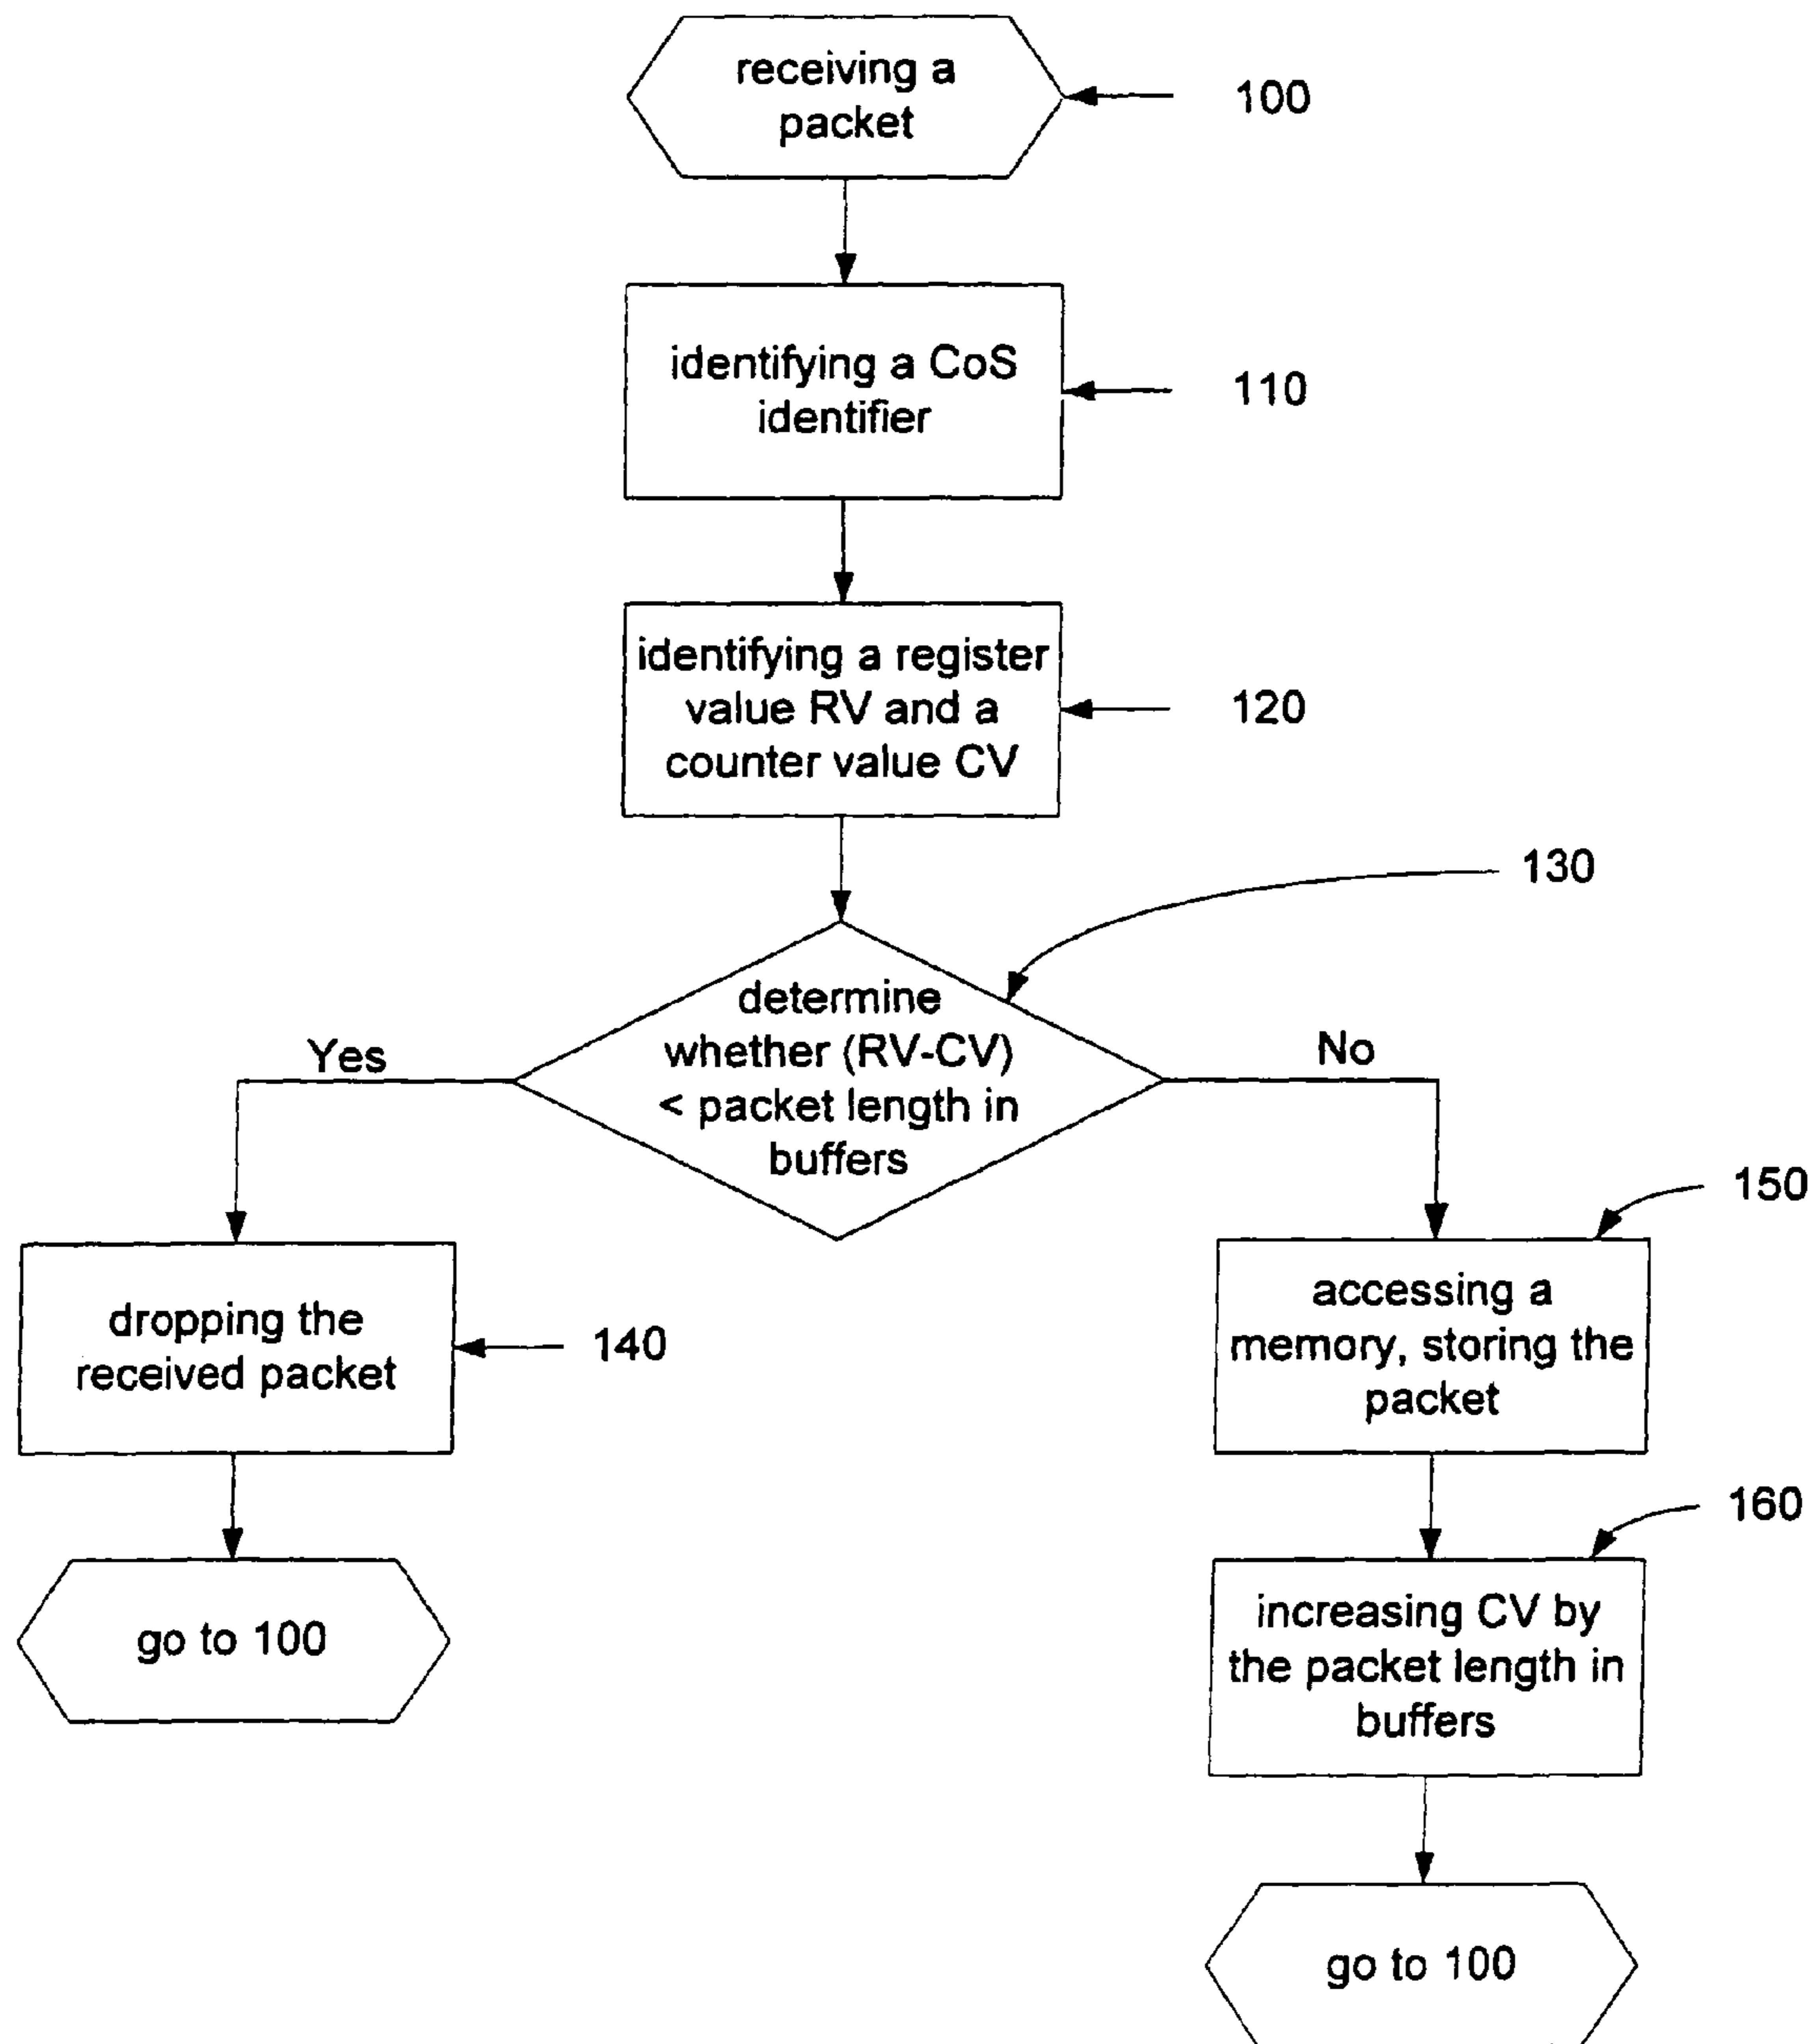 receiving a
packet
100
identifying a CoS
identifier
110
identifying a register
value RV and a
counter value CV
120
130
determine
whether (RV-CV)
< packet length in
buffers
Yes
No
150
dropping the
received packet
140
accessing a
memory, storing the
packet
160
go to 100
increasing CV by
the packet length in
buffers
go to 100